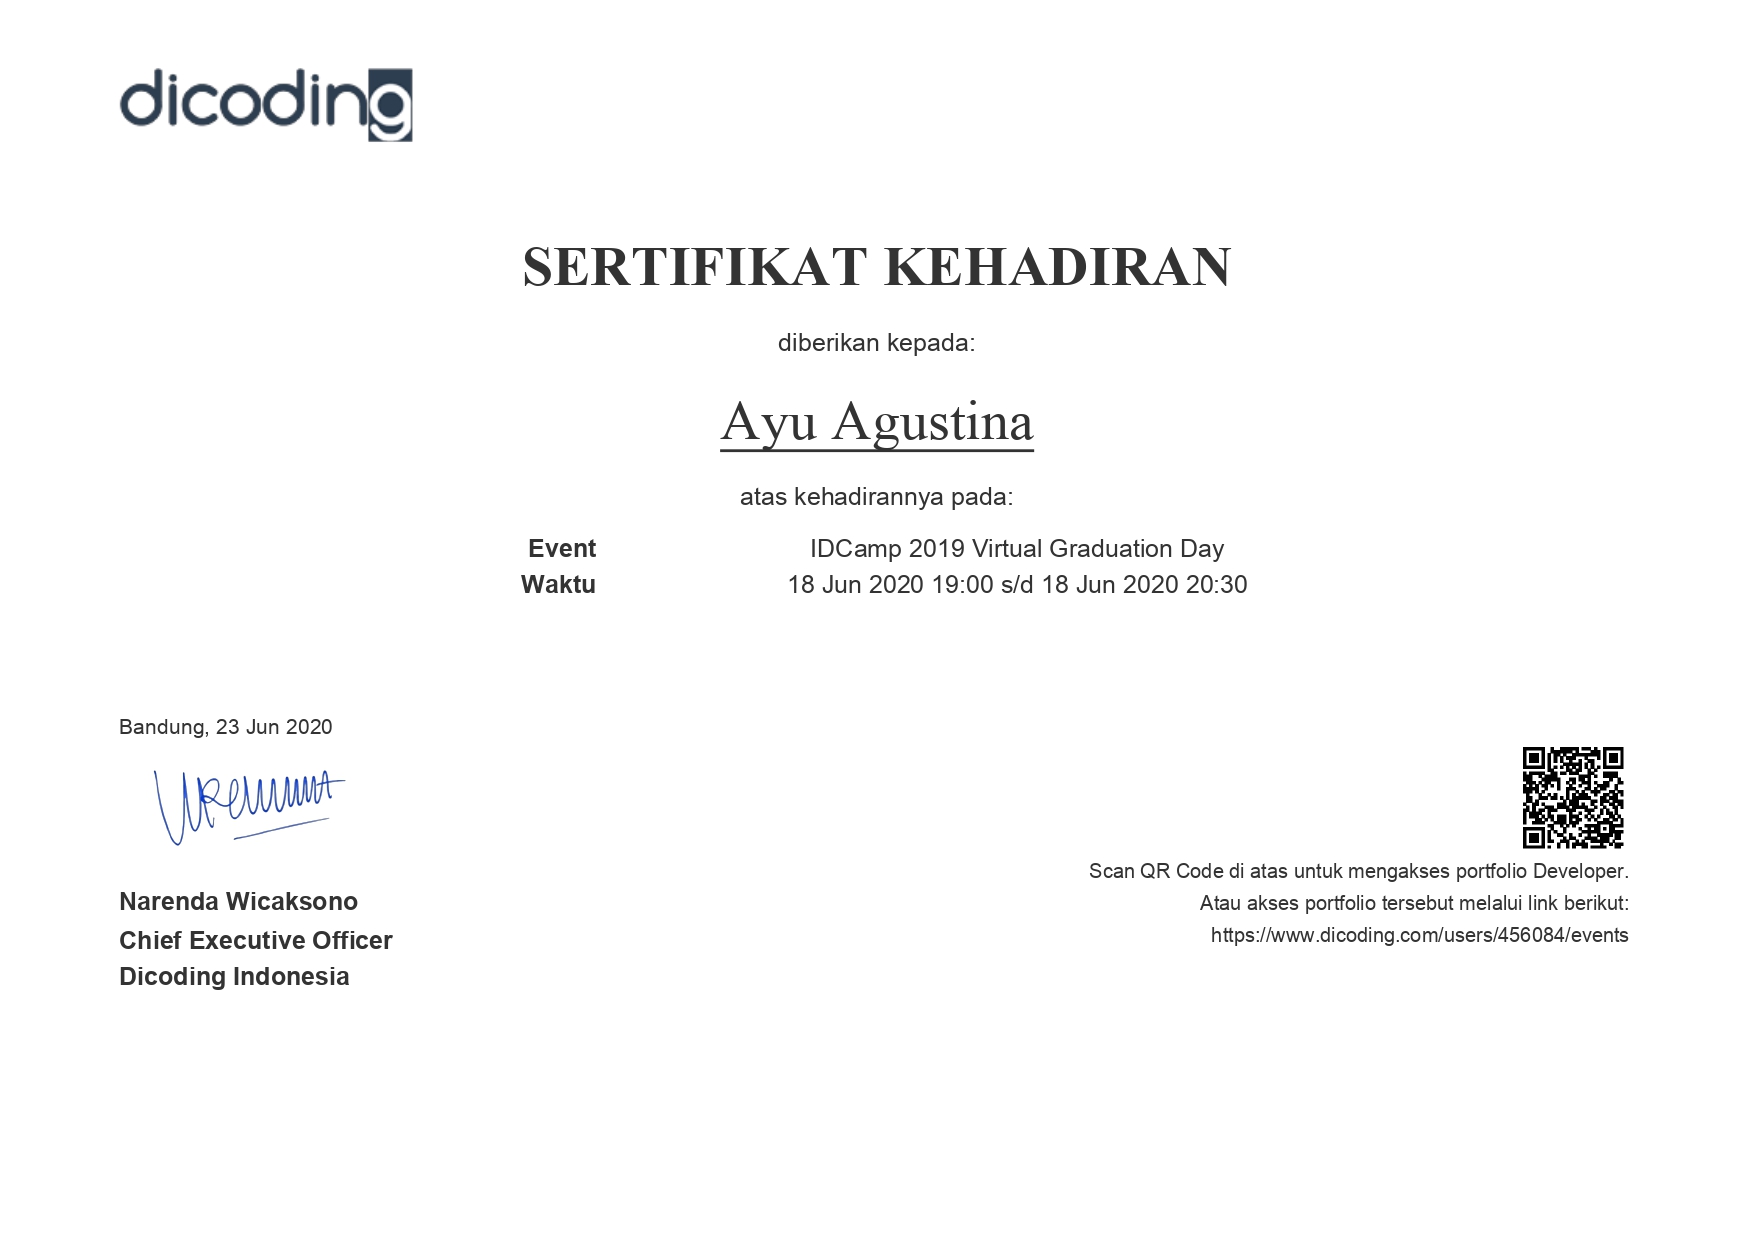 dicoding
SERTIFIKAT KEHADIRAN
diberikan kepada:
Ayu Agustina
atas kehadirannya pada:
Event IDCamp 2019 Virtual Graduation Day
Waktu 18 Jun 2020 19:00 s/d 18 Jun 2020 20:30
Bandung, 23 Jun 2020
Narenda Wicaksono
Chief Executive Officer
Dicoding Indonesia
Scan QR Code di atas untuk mengakses portfolio Developer.
Atau akses portfolio tersebut melalui link berikut:
https://www.dicoding.com/users/456084/events